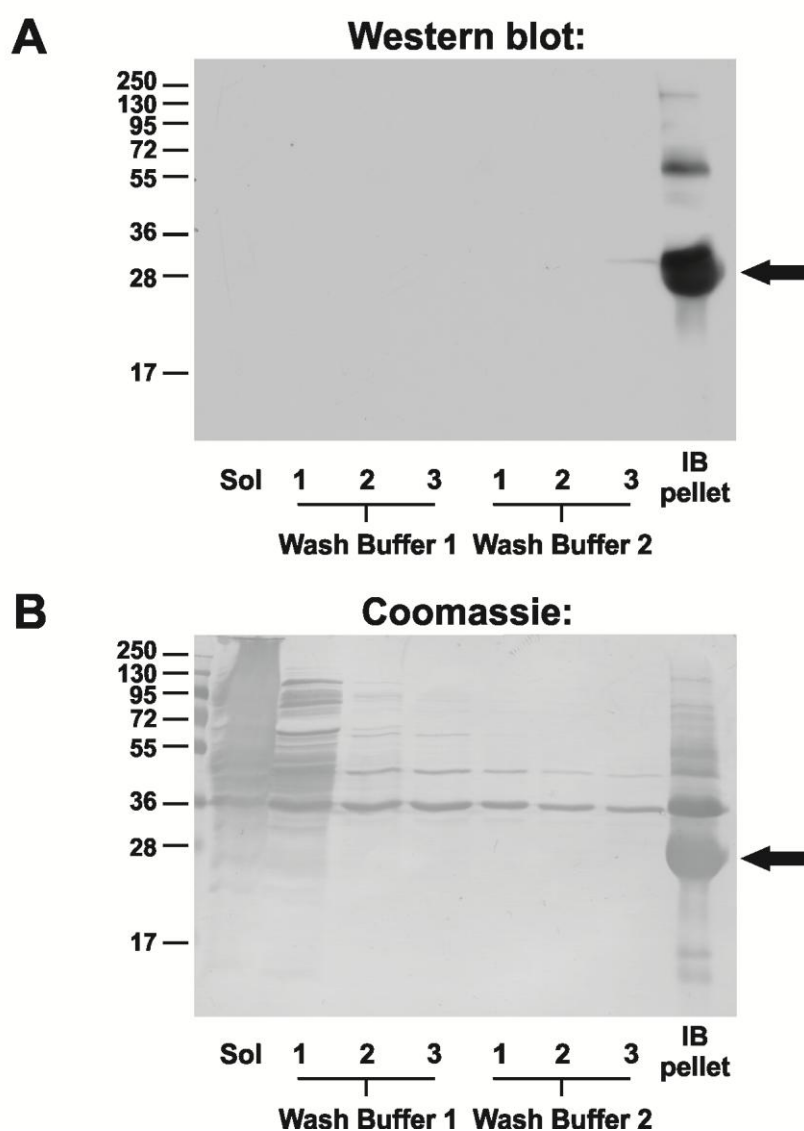 A
Western blot:
250
130
95
72
55
36
28
17
Sol 1 2 3 1 2 3 IB pellet
Wash Buffer 1 Wash Buffer 2
B
Coomassie:
250
130
95
72
55
36
28
17
Sol 1 2 3 1 2 3 IB pellet
Wash Buffer 1 Wash Buffer 2